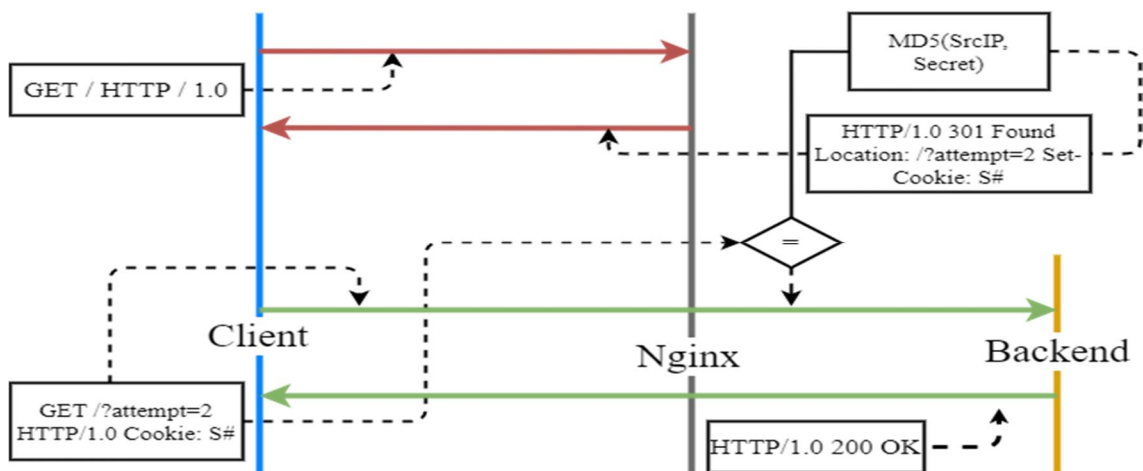 MD5(SrcIP,
Secret)
GET / HTTP / 1.0
HTTP/1.0 301 Found
Location: /?attempt=2 Set-
Cookie: S#
=
Client
Nginx
Backend
GET /?attempt=2
HTTP/1.0 Cookie: S#
HTTP/1.0 200 OK